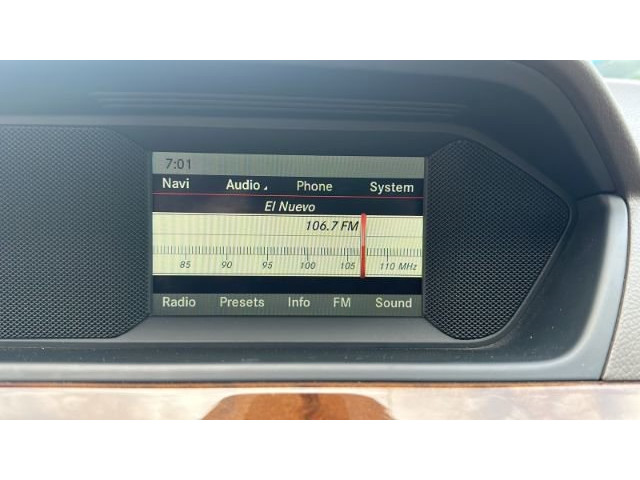 7:01
Navi Audio Phone System
El Nuevo
106.7 FM
85 90 95 100 105 110 MHz
Radio Presets Info FM Sound